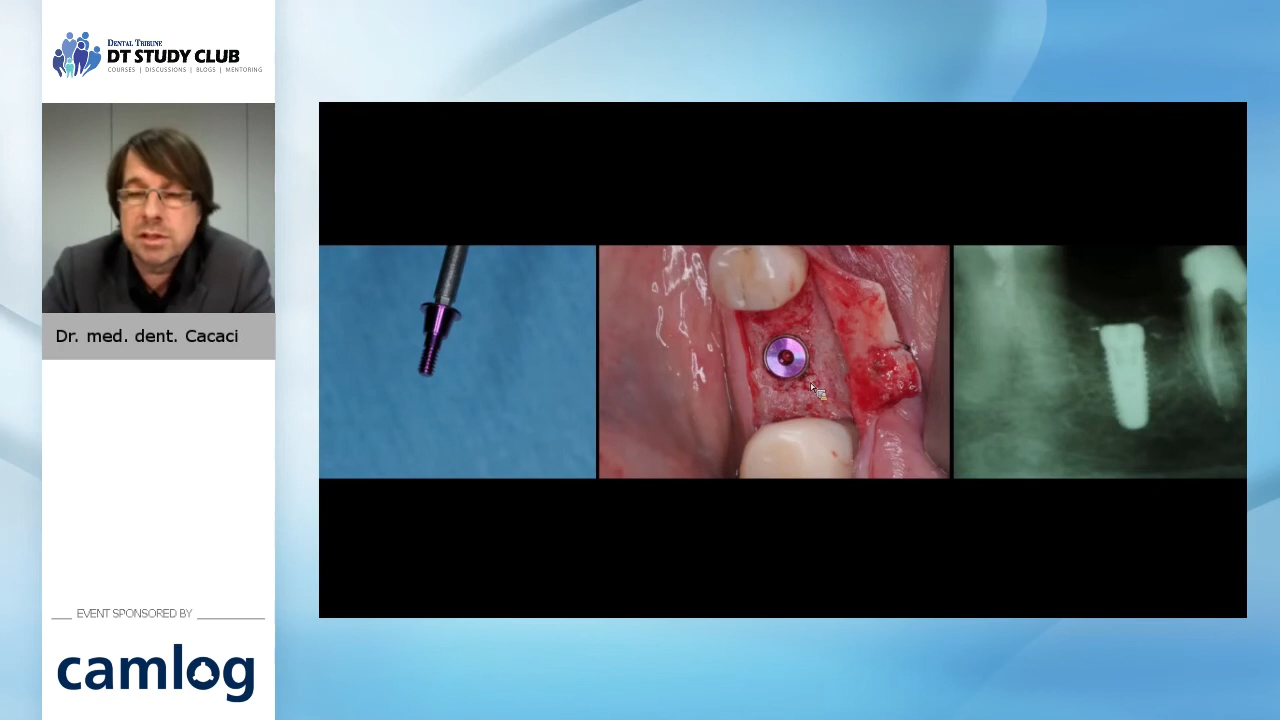 DENTAL TRIBUNE
DT STUDY CLUB
COURSES | DISCUSSIONS | BLOGS | MENTORING
Dr. med. dent. Cacaci
EVENT SPONSORED BY
camlog